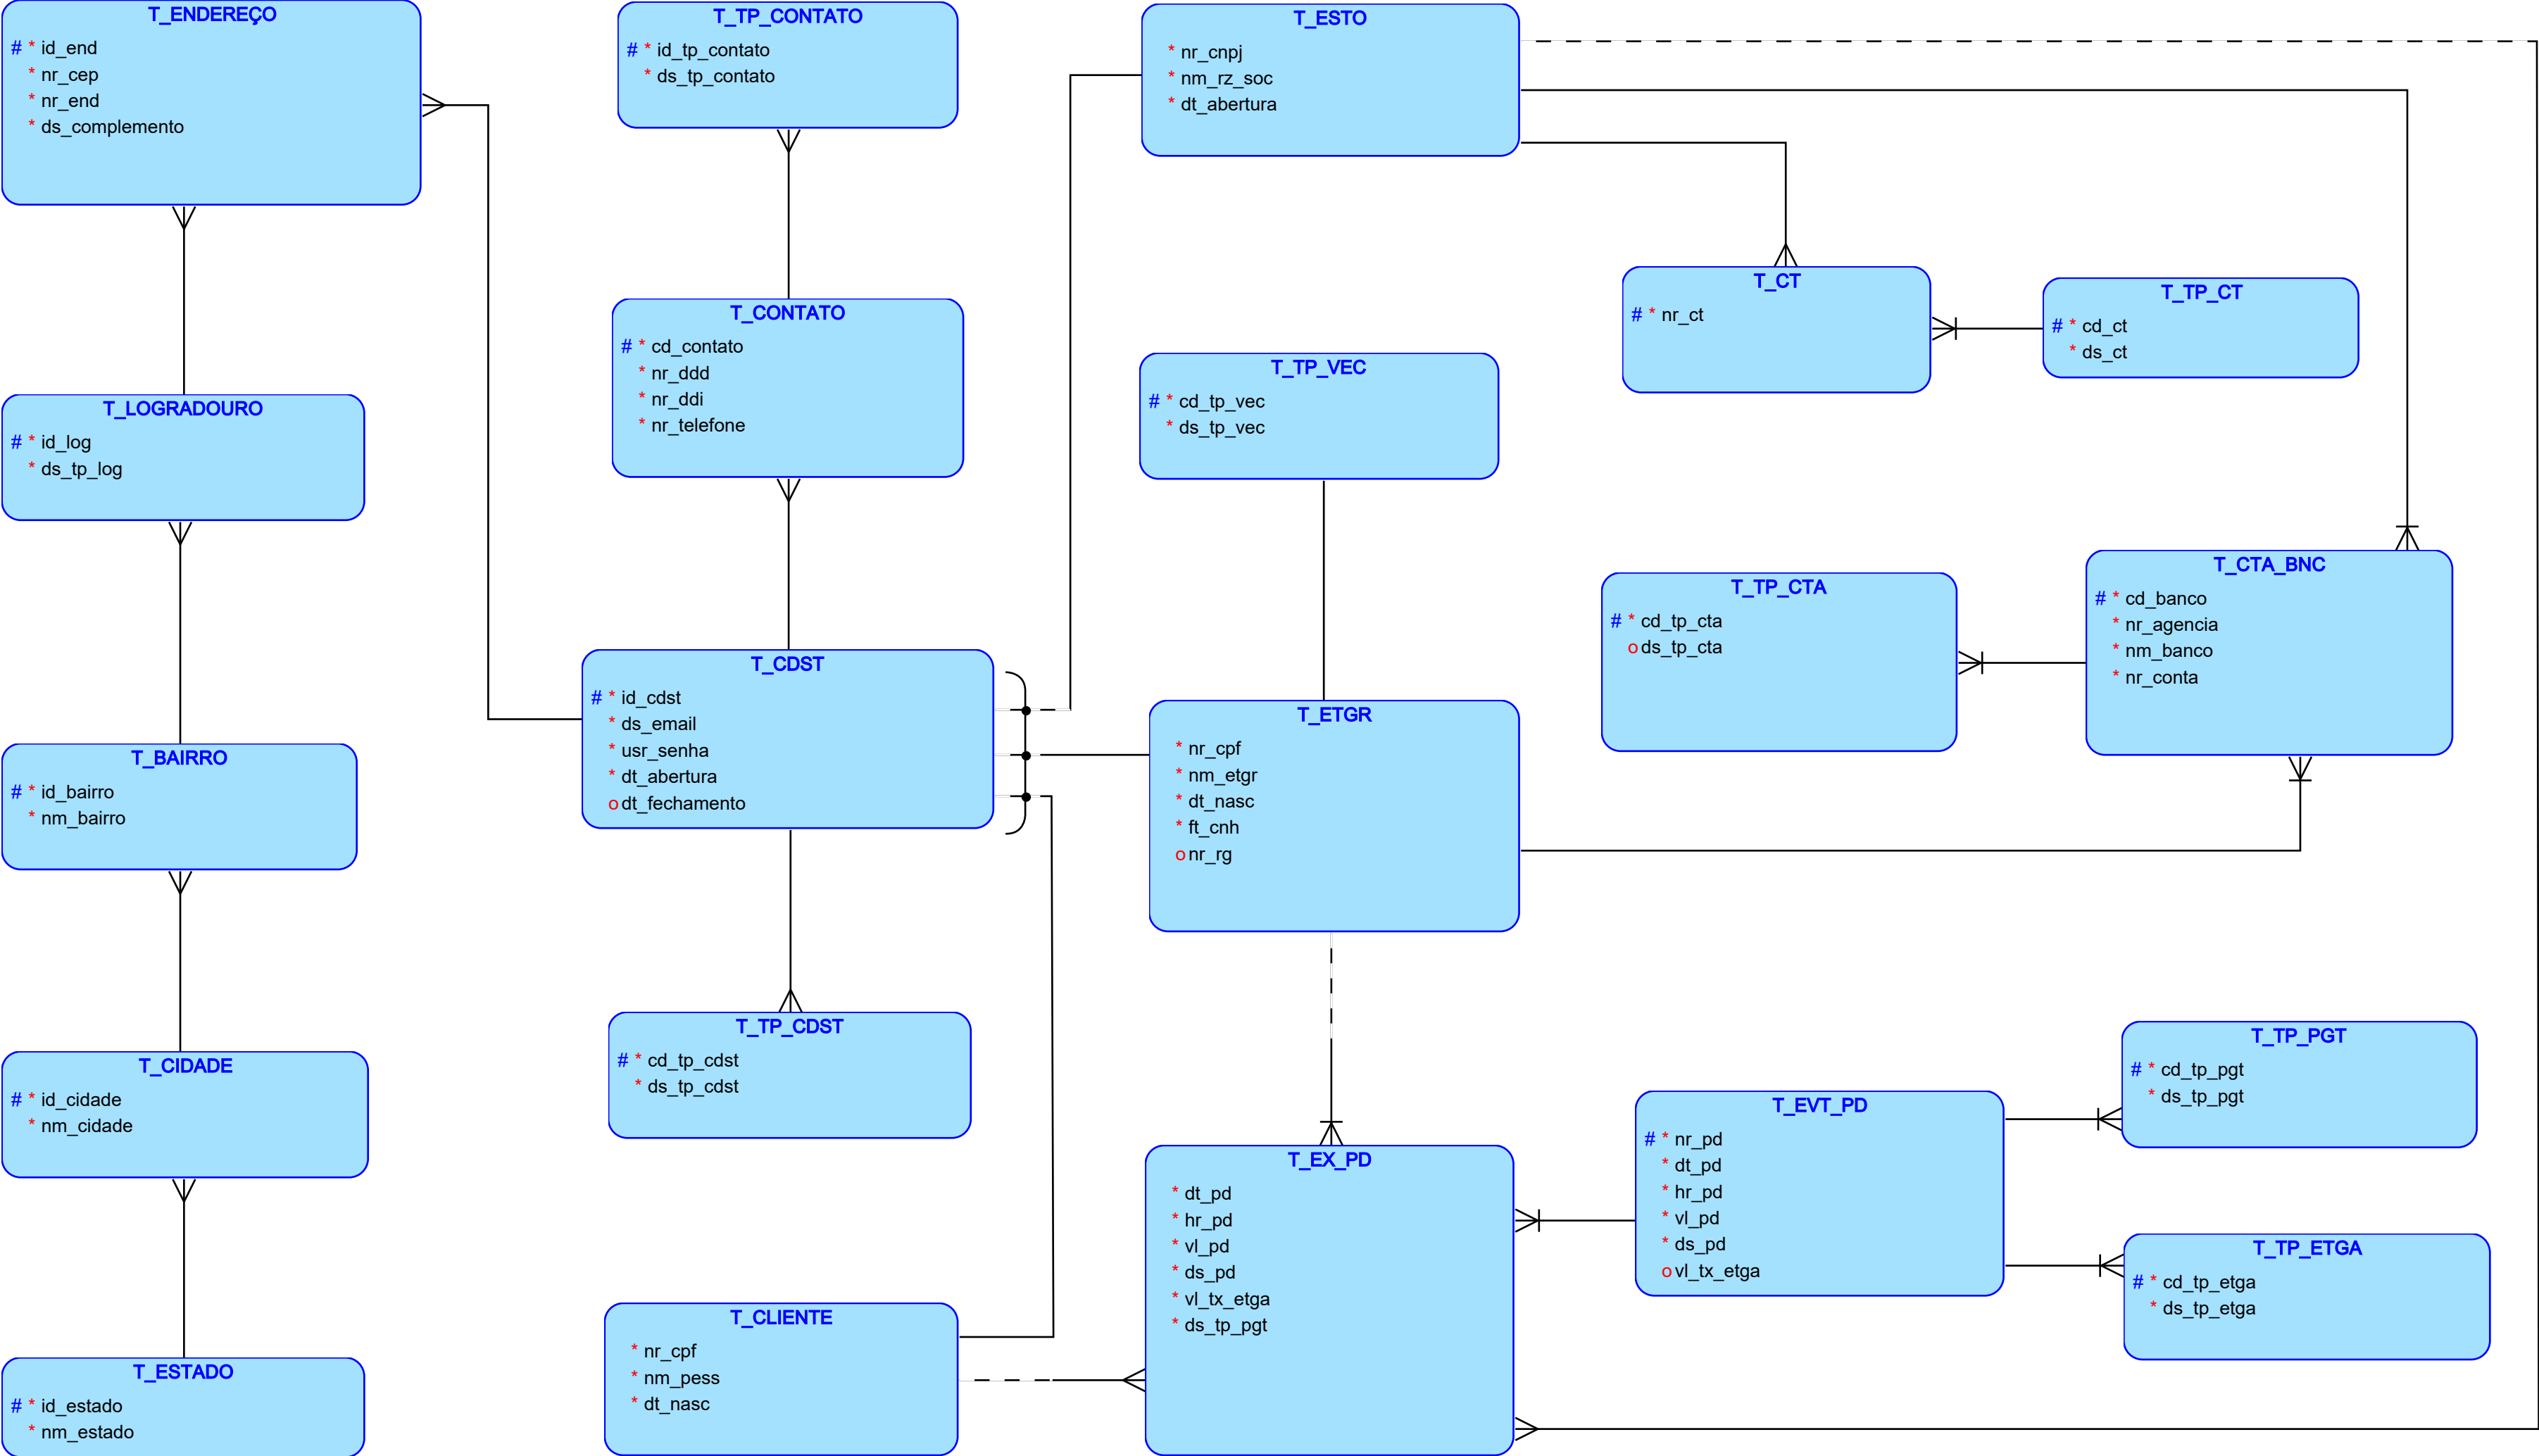 T_ENDEREÇO
# * id_end
* nr_cep
* nr_end
* ds_complemento
T_LOGRADOURO
# * id_log
* ds_tp_log
T_BAIRRO
# * id_bairro
* nm_bairro
T_CIDADE
# * id_cidade
* nm_cidade
T_ESTADO
# * id_estado
* nm_estado
T_TP_CONTATO
# * id_tp_contato
* ds_tp_contato
T_CONTATO
# * cd_contato
* nr_ddd
* nr_ddi
* nr_telefone
T_CDST
# * id_cdst
* ds_email
* usr_senha
* dt_abertura
o dt_fechamento
T_TP_CDST
# * cd_tp_cdst
* ds_tp_cdst
T_CLIENTE
* nr_cpf
* nm_pess
* dt_nasc
T_ESTO
* nr_cnpj
* nm_rz_soc
* dt_abertura
T_TP_VEC
# * cd_tp_vec
* ds_tp_vec
T_ETGR
* nr_cpf
* nm_etgr
* dt_nasc
* ft_cnh
o nr_rg
T_EX_PD
* dt_pd
* hr_pd
* vl_pd
* ds_pd
* vl_tx_etga
* ds_tp_pgt
T_CT
# * nr_ct
T_TP_CT
# * cd_ct
* ds_ct
T_TP_CTA
# * cd_tp_cta
o ds_tp_cta
T_CTA_BNC
# * cd_banco
* nr_agencia
* nm_banco
* nr_conta
T_EVT_PD
# * nr_pd
* dt_pd
* hr_pd
* vl_pd
* ds_pd
o vl_tx_etga
T_TP_PGT
# * cd_tp_pgt
* ds_tp_pgt
T_TP_ETGA
# * cd_tp_etga
* ds_tp_etga